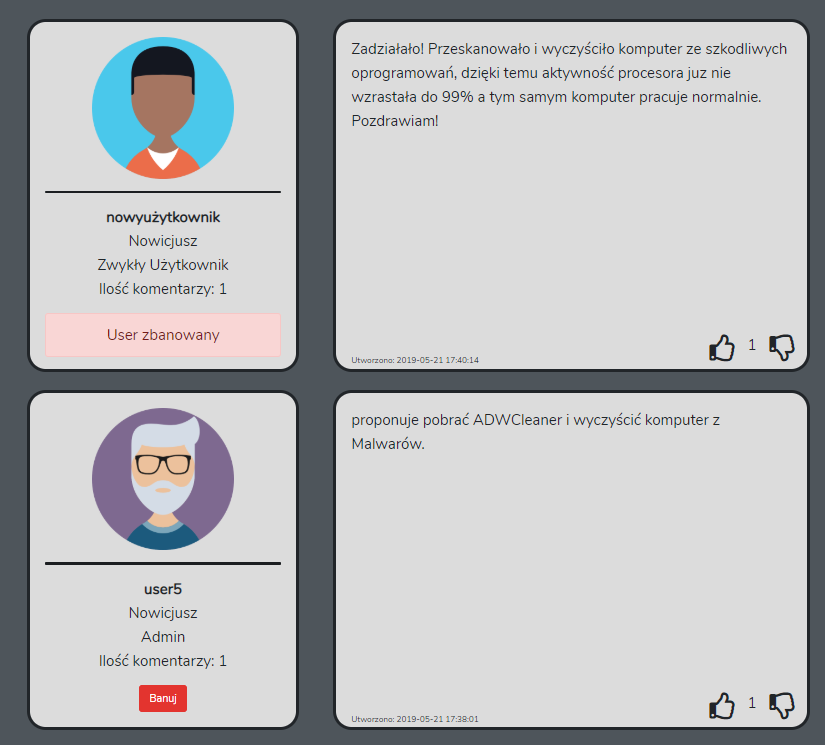 nowyużytkownik
Nowicjusz
Zwykły Użytkownik
Ilość komentarzy: 1
User zbanowany
Zadziałało! Przeskanowało i wyczyściło komputer ze szkodliwych
oprogramowań, dzięki temu aktywność procesora juz nie
wzrastała do 99% a tym samym komputer pracuje normalnie.
Pozdrawiam!
Utworzono: 2019-05-21 17:40:14
1
user5
Nowicjusz
Admin
Ilość komentarzy: 1
Banuj
proponuje pobrać ADWCleaner i wyczyścić komputer z
Malwarów.
Utworzono: 2019-05-21 17:38:01
1